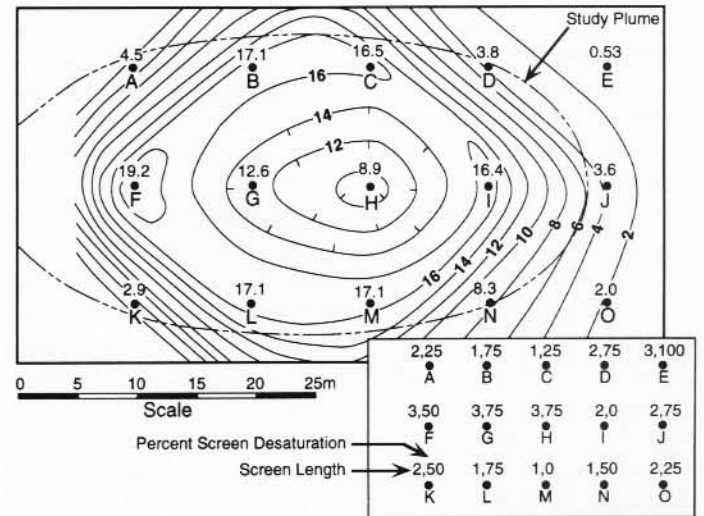 Study Plume
4.5 17.1 16.5 3.8 0.53
A B C D E
16
14
12
19.2 12.6 8.9 16.4 3.6
F G H I J
16 14 12 10 8 6 4 2
2.9 17.1 17.1 8.3 2.0
K L M N O
0 5 10 15 20 25m
Scale
2,25 1,75 1,25 2,75 3,100
A B C D E
3,50 3,75 3,75 2,0 2,75
F G H I J
Percent Screen Desaturation
Screen Length
2,50 1,75 1,0 1,50 2,25
K L M N O